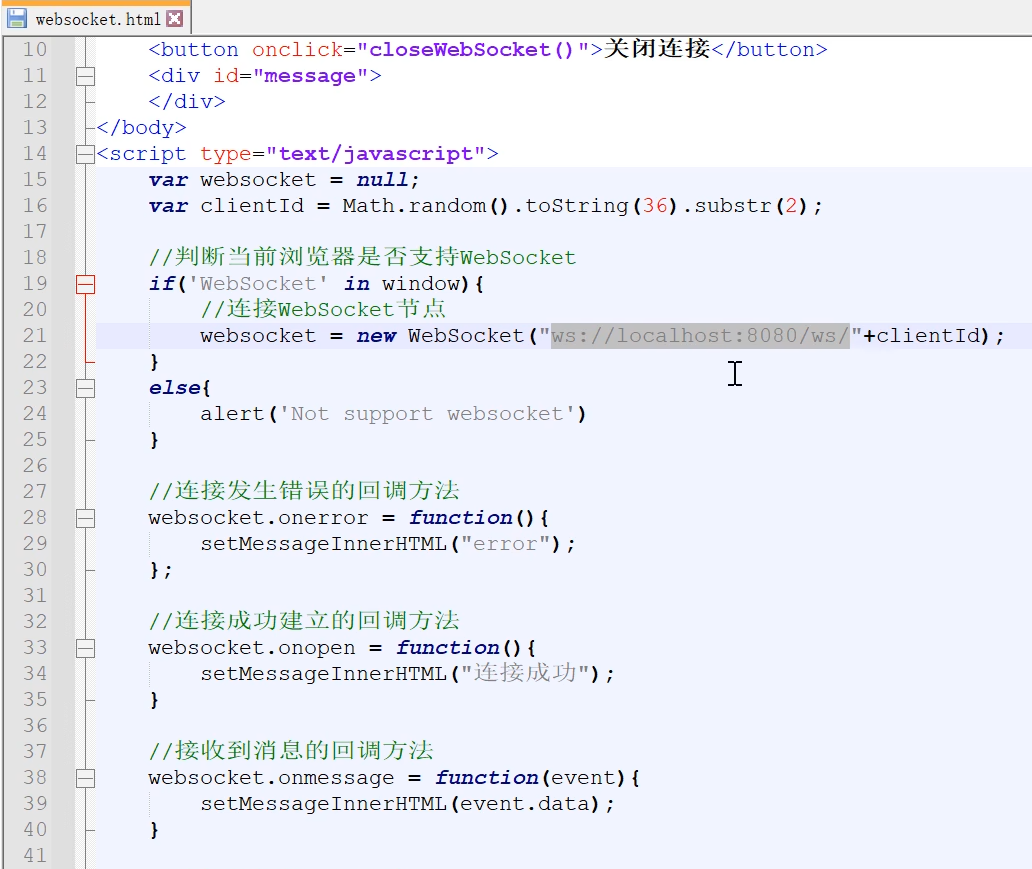 websocket.html
10 <button onclick="closeWebSocket()">关闭连接</button>
11 <div id="message">
12 </div>
13 </body>
14 <script type="text/javascript">
15 var websocket = null;
16 var clientId = Math.random().toString(36).substr(2);
17
18 //判断当前浏览器是否支持WebSocket
19 if('WebSocket' in window){
20 //连接WebSocket节点
21 websocket = new WebSocket("ws://localhost:8080/ws/"+clientId);
22 }
23 else{
24 alert('Not support websocket')
25 }
26
27 //连接发生错误的回调方法
28 websocket.onerror = function(){
29 setMessageInnerHTML("error");
30 };
31
32 //连接成功建立的回调方法
33 websocket.onopen = function(){
34 setMessageInnerHTML("连接成功");
35 }
36
37 //接收到消息的回调方法
38 websocket.onmessage = function(event){
39 setMessageInnerHTML(event.data);
40 }
41